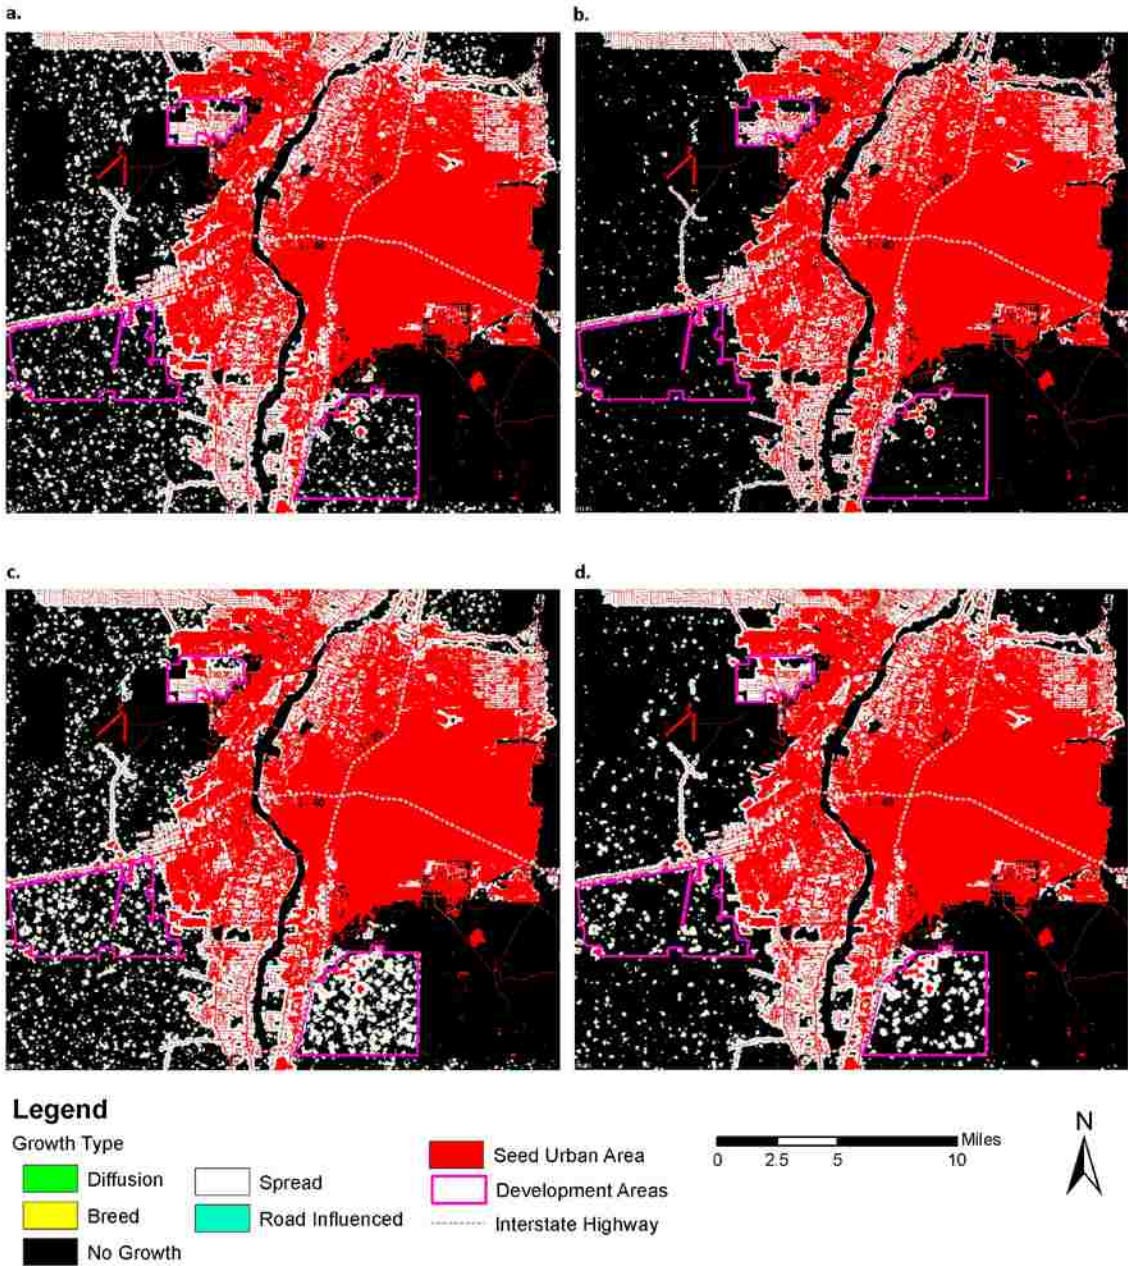 a.
b.
c.
d.
Legend
Growth Type
Diffusion
Breed
No Growth
Spread
Road Influenced
Seed Urban Area
Development Areas
Interstate Highway
Miles
0 2.5 5 10
N